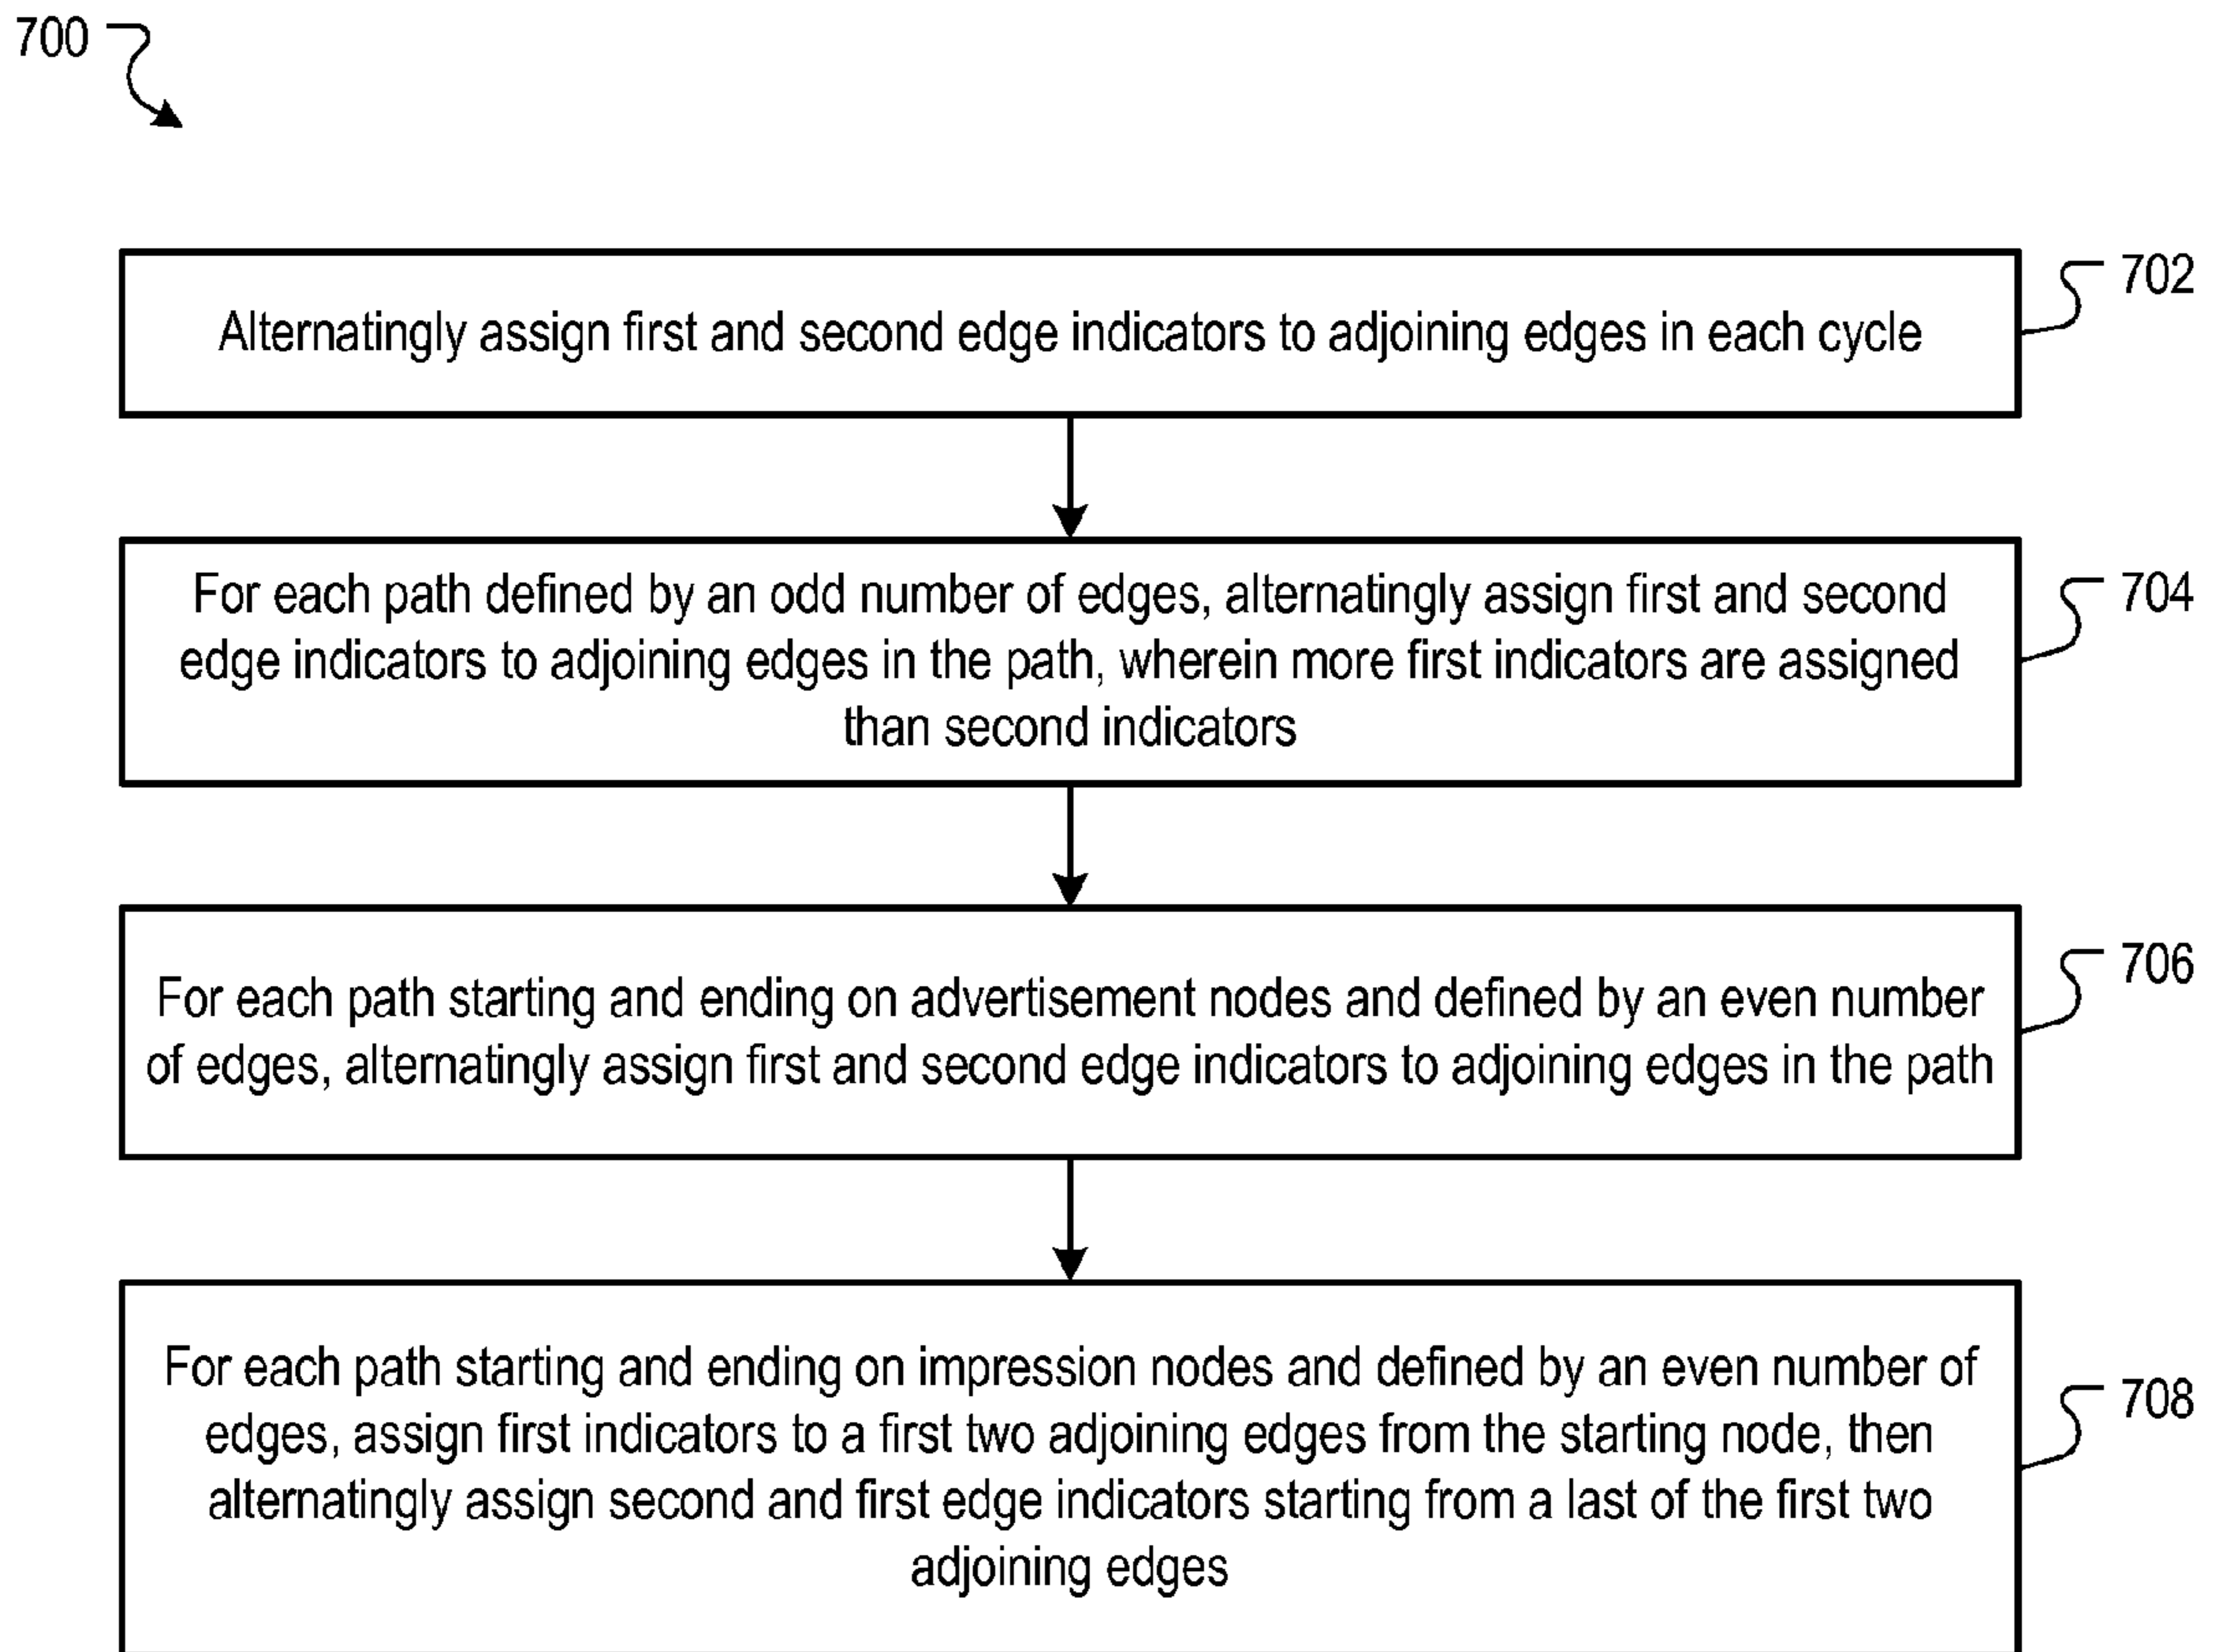 700
702
Alternatingly assign first and second edge indicators to adjoining edges in each cycle
704
For each path defined by an odd number of edges, alternatingly assign first and second
edge indicators to adjoining edges in the path, wherein more first indicators are assigned
than second indicators
706
For each path starting and ending on advertisement nodes and defined by an even number
of edges, alternatingly assign first and second edge indicators to adjoining edges in the path
708
For each path starting and ending on impression nodes and defined by an even number of
edges, assign first indicators to a first two adjoining edges from the starting node, then
alternatingly assign second and first edge indicators starting from a last of the first two
adjoining edges